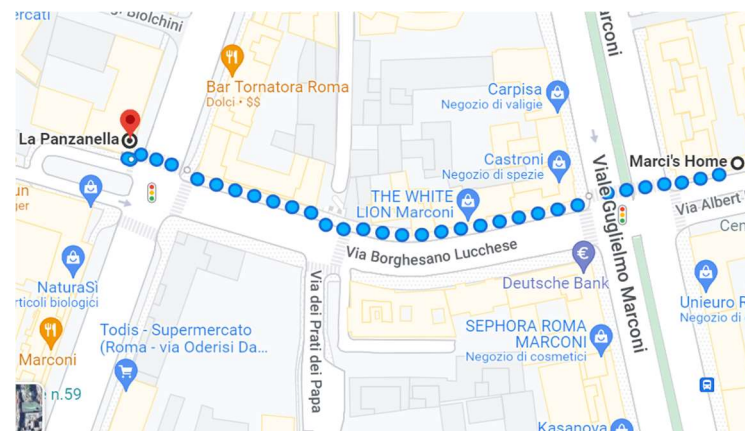 Biolchini
ercati
Bar Tornatora Roma
Dolci • $$
La Panzanella
Carpisa
Negozio di valigie
arconi
Castroni
Negozio di spezie
Marci's Home
THE WHITE
LION Marconi
Viale Guglielmo Marconi
Via Albert
Cen
Via Borghesano Lucchese
Deutsche Bank
un
ger
NaturaSì
rticoli biologici
Marconi
n.59
Todis - Supermercato
(Roma - via Oderisi Da...
Via dei Prati dei Papa
SEPHORA ROMA
MARCONI
Negozio di cosmetici
Unieuro R
Negozio di
Kasanova